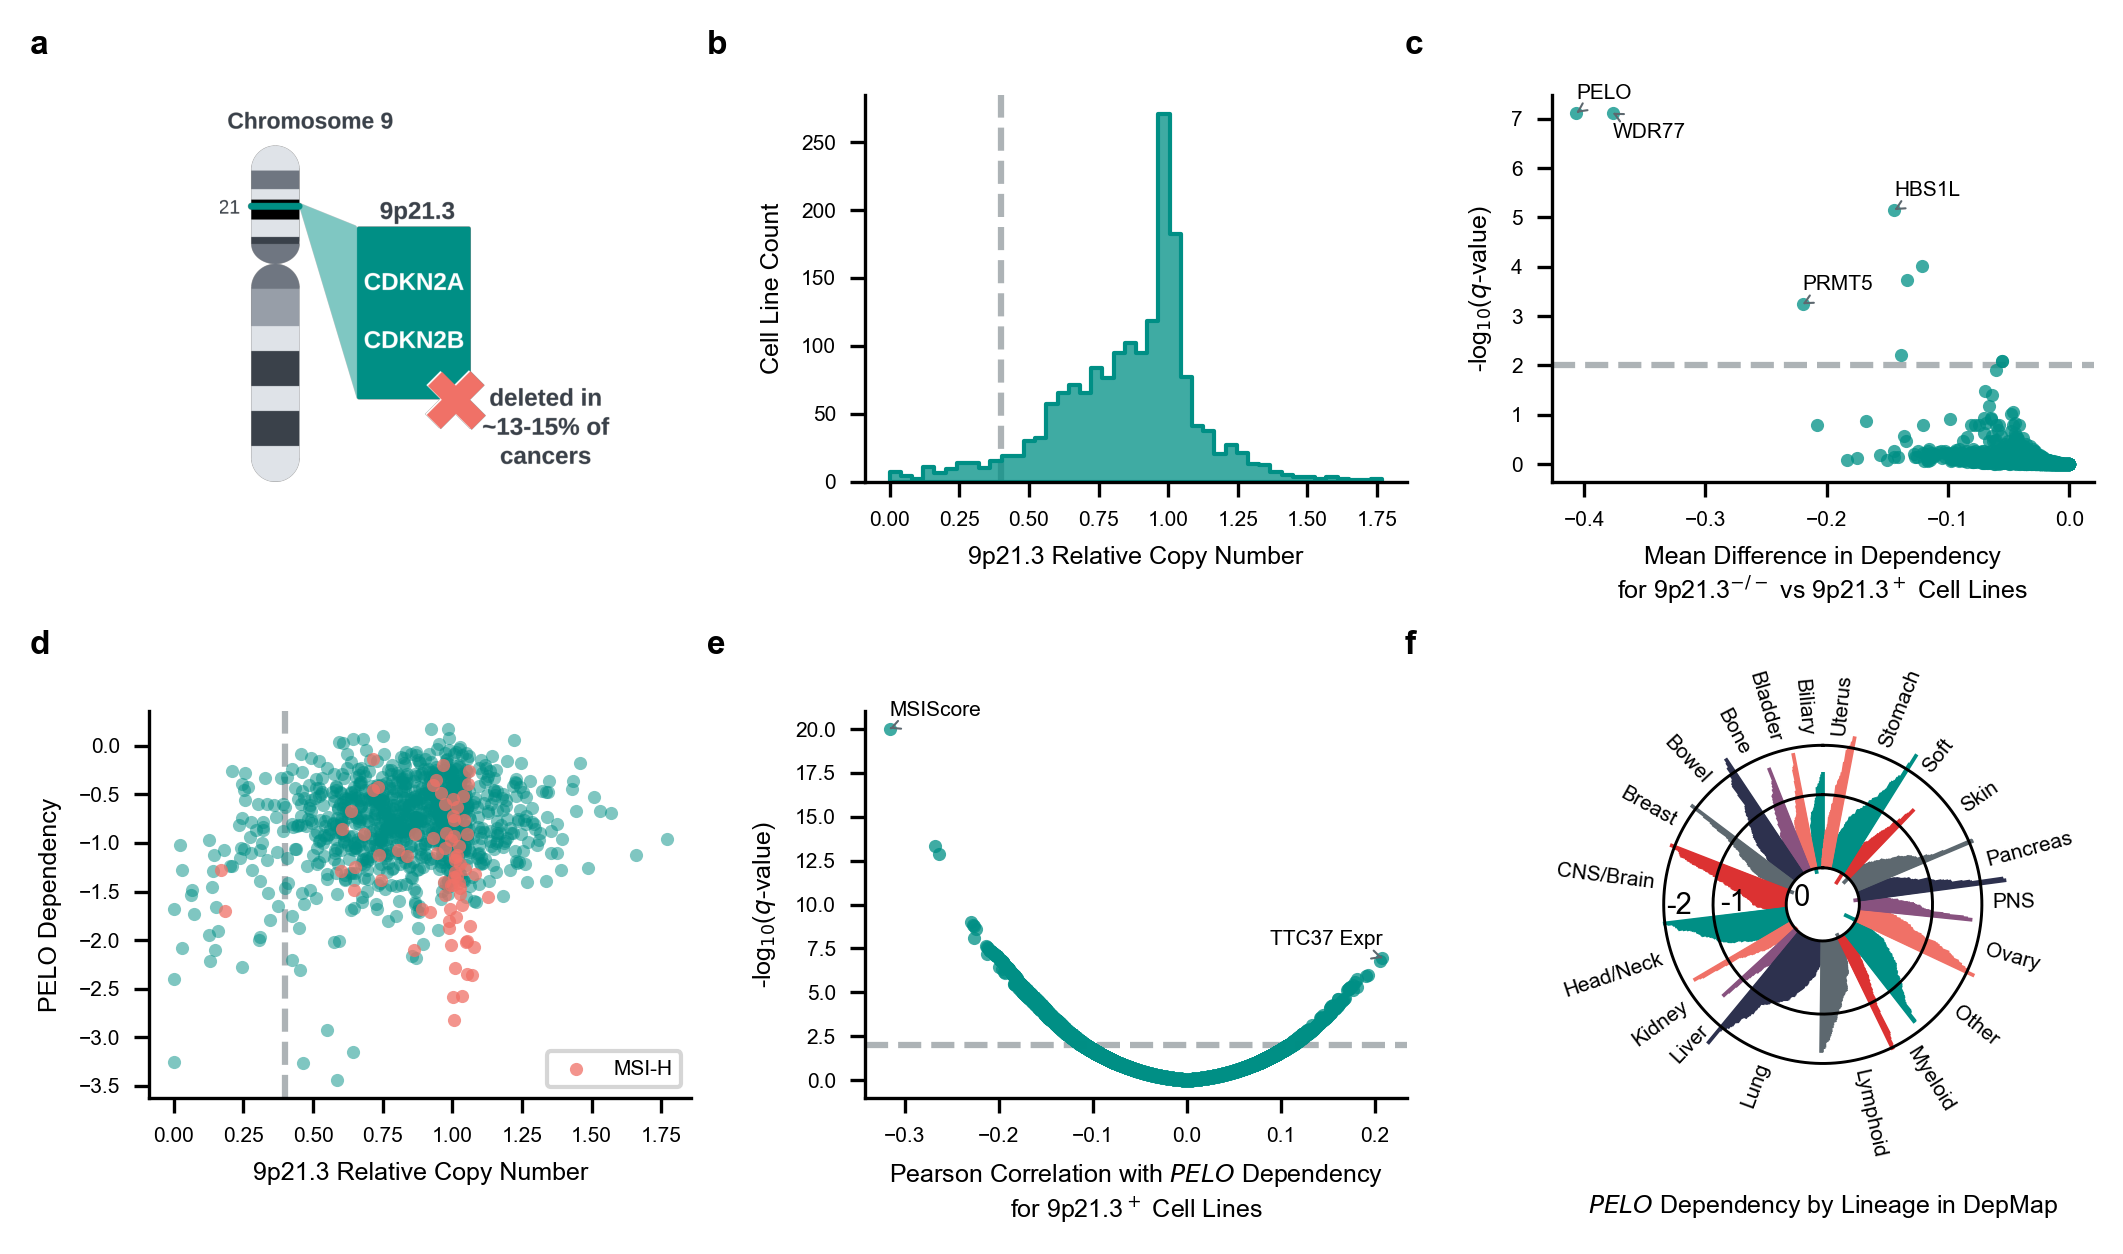 a
Chromosome 9
21
9p21.3
CDKN2A
CDKN2B
deleted in
~13-15% of
cancers
b
Cell Line Count
250
200
150
100
50
0
0.00 0.25 0.50 0.75 1.00 1.25 1.50 1.75
9p21.3 Relative Copy Number
c
-log₁₀(q-value)
7
6
5
4
3
2
1
0
PELO
WDR77
HBS1L
PRMT5
−0.4 −0.3 −0.2 −0.1 0.0
Mean Difference in Dependency
for 9p21.3⁻/⁻ vs 9p21.3⁺ Cell Lines
d
PELO Dependency
0.0
−0.5
−1.0
−1.5
−2.0
−2.5
−3.0
−3.5
MSI-H
0.00 0.25 0.50 0.75 1.00 1.25 1.50 1.75
9p21.3 Relative Copy Number
e
-log₁₀(q-value)
20.0
17.5
15.0
12.5
10.0
7.5
5.0
2.5
0.0
MSIScore
TTC37 Expr
−0.3 −0.2 −0.1 0.0 0.1 0.2
Pearson Correlation with PELO Dependency
for 9p21.3⁺ Cell Lines
f
Uterus
Stomach
Soft
Skin
Pancreas
PNS
Ovary
Other
Myeloid
Lymphoid
Lung
Liver
Kidney
Head/Neck
CNS/Brain
Breast
Bowel
Bone
Bladder
Biliary
-2
-1
0
PELO Dependency by Lineage in DepMap